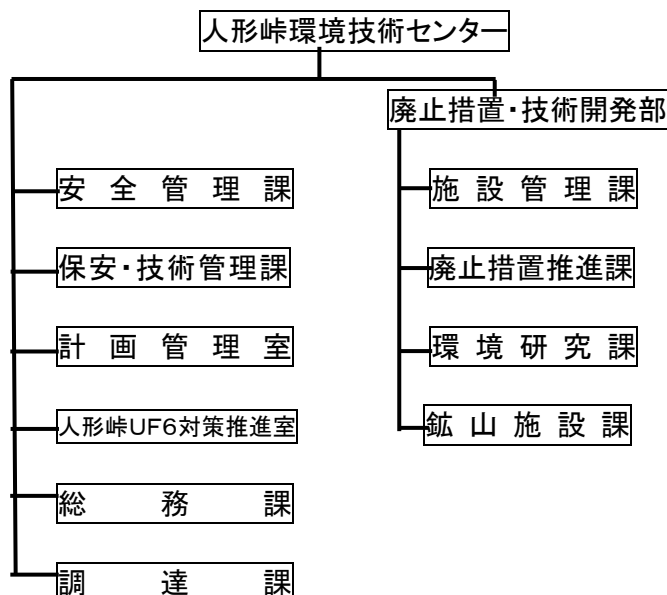 人形峠環境技術センター
廃止措置・技術開発部
安全管理課
保安・技術管理課
計画管理室
人形峠UF6対策推進室
総務課
調達課
施設管理課
廃止措置推進課
環境研究課
鉱山施設課